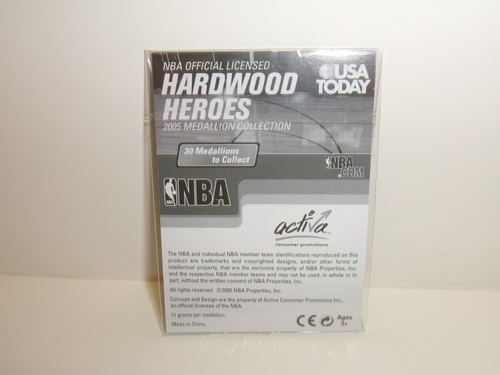 NBA OFFICIAL LICENSED
HARDWOOD
HEROES
2005 MEDALLION COLLECTION
USA
TODAY
30 Medallions
to Collect
NBA
.COM
NBA
activa
consumer promotions
The NBA and individual NBA member team identifications reproduced on this
product are trademarks and copyrighted designs, and/or other forms of
intellectual property, that are the exclusive property of NBA Properties, Inc.
and the respective NBA member teams and may not be used, in whole or in
part, without the written consent of NBA Properties, Inc.
All rights reserved. ©2005 NBA Properties, Inc.
Concept and Design are the property of Activa Consumer Promotions Inc.,
an official licensee of the NBA.
11 grams per medallion.
Made in China.
CE
Ages
3+